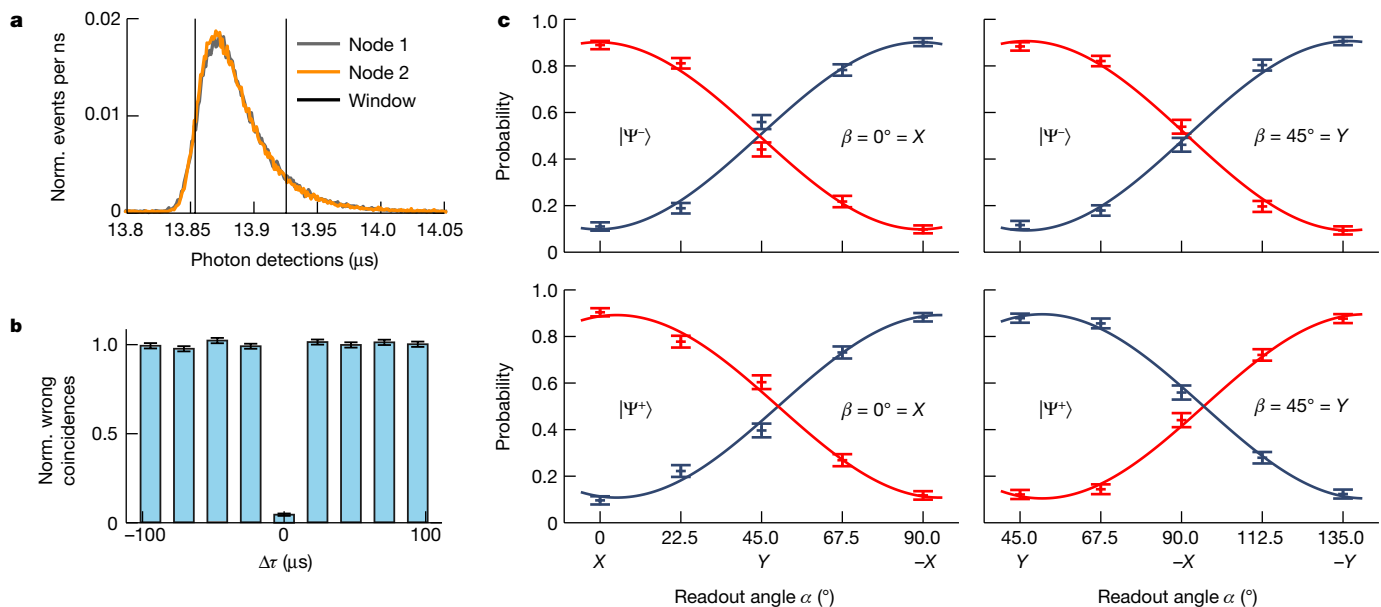 a
Norm. events per ns
0.02
0.01
0
13.8
13.85
13.9
13.95
14.0
14.05
Photon detections (μs)
Node 1
Node 2
Window
b
Norm. wrong
coincidences
1.0
0.5
0
–100
0
100
Δτ (μs)
c
Probability
1.0
0.8
0.6
0.4
0.2
0
|Ψ⁻⟩
β = 0° = X
|Ψ⁻⟩
β = 45° = Y
Probability
1.0
0.8
0.6
0.4
0.2
0
|Ψ⁺⟩
β = 0° = X
|Ψ⁺⟩
β = 45° = Y
0
22.5
45.0
67.5
90.0
X
Y
–X
Readout angle α (°)
45.0
67.5
90.0
112.5
135.0
Y
–X
–Y
Readout angle α (°)